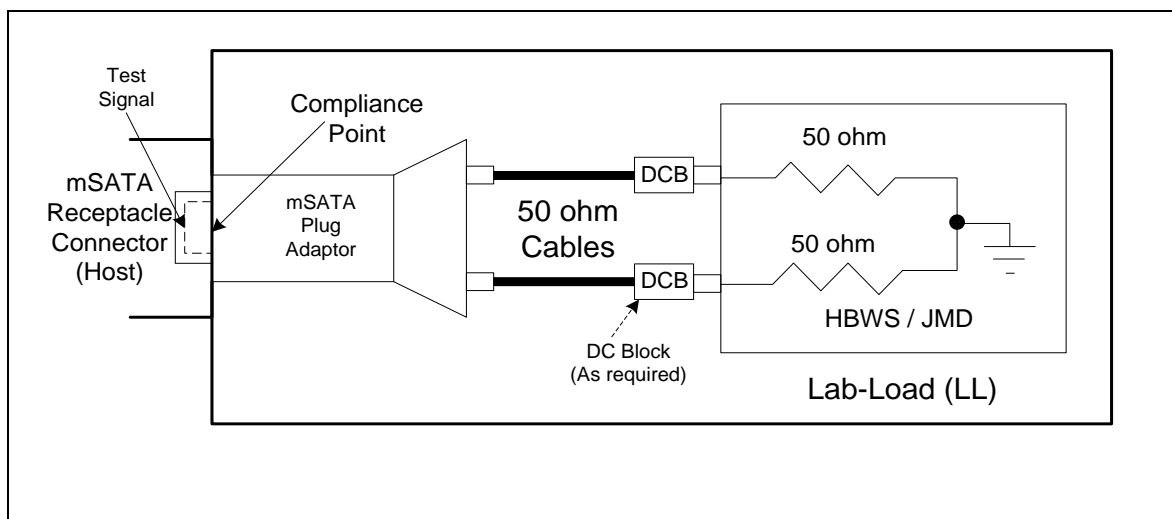 Test
Signal
Compliance
Point
mSATA
Receptacle
Connector
(Host)
mSATA
Plug
Adaptor
50 ohm
Cables
DCB
DCB
DC Block
(As required)
50 ohm
50 ohm
HBWS / JMD
Lab-Load (LL)